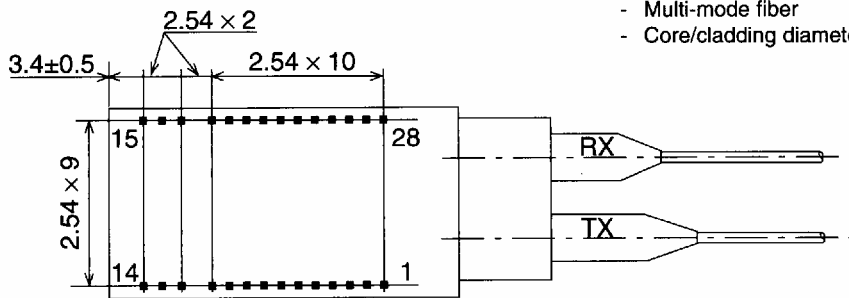 - Multi-mode fiber
- Core/cladding
2.54 × 2
3.4±0.5
2.54 × 10
15
28
RX
2.54 × 9
TX
14
1